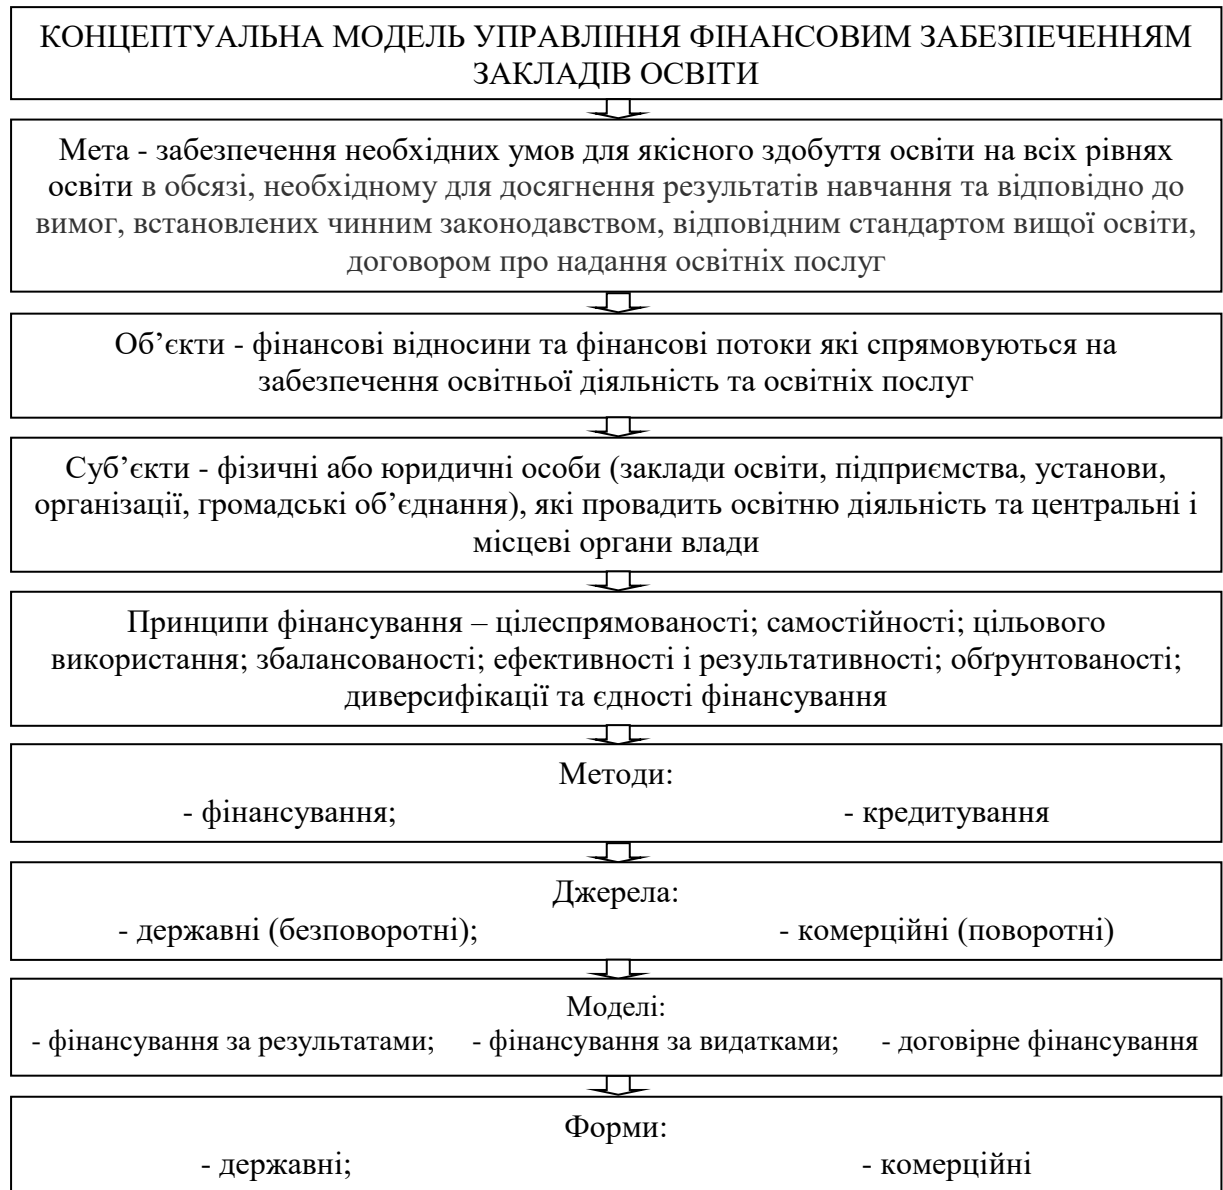 КОНЦЕПТУАЛЬНА МОДЕЛЬ УПРАВЛІННЯ ФІНАНСОВИМ ЗАБЕЗПЕЧЕННЯМ
ЗАКЛАДІВ ОСВІТИ
Мета - забезпечення необхідних умов для якісного здобуття освіти на всіх рівнях
освіти в обсязі, необхідному для досягнення результатів навчання та відповідно до
вимог, встановлених чинним законодавством, відповідним стандартом вищої освіти,
договором про надання освітніх послуг
Об’єкти - фінансові відносини та фінансові потоки які спрямовуються на
забезпечення освітньої діяльність та освітніх послуг
Суб’єкти - фізичні або юридичні особи (заклади освіти, підприємства, установи,
організації, громадські об’єднання), які провадить освітню діяльність та центральні і
місцеві органи влади
Принципи фінансування – цілеспрямованості; самостійності; цільового
використання; збалансованості; ефективності і результативності; обґрунтованості;
диверсифікації та єдності фінансування
Методи:
- фінансування; - кредитування
Джерела:
- державні (безповоротні); - комерційні (поворотні)
Моделі:
- фінансування за результатами; - фінансування за видатками; - договірне фінансування
Форми:
- державні; - комерційні